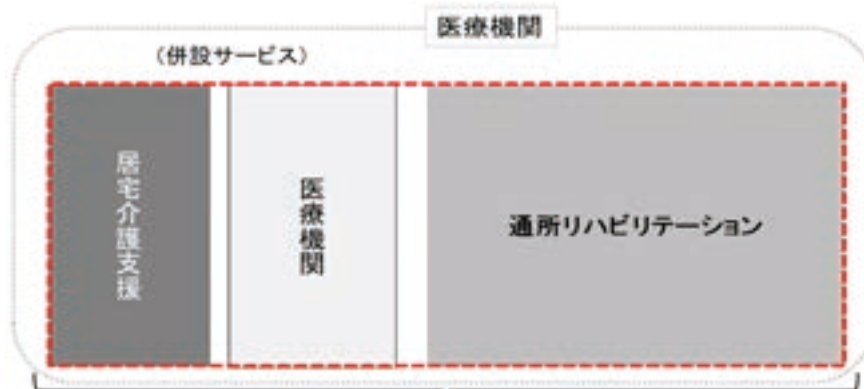 医療機関
（併設サービス）
居宅介護支援
医療機関
通所リハビリテーション